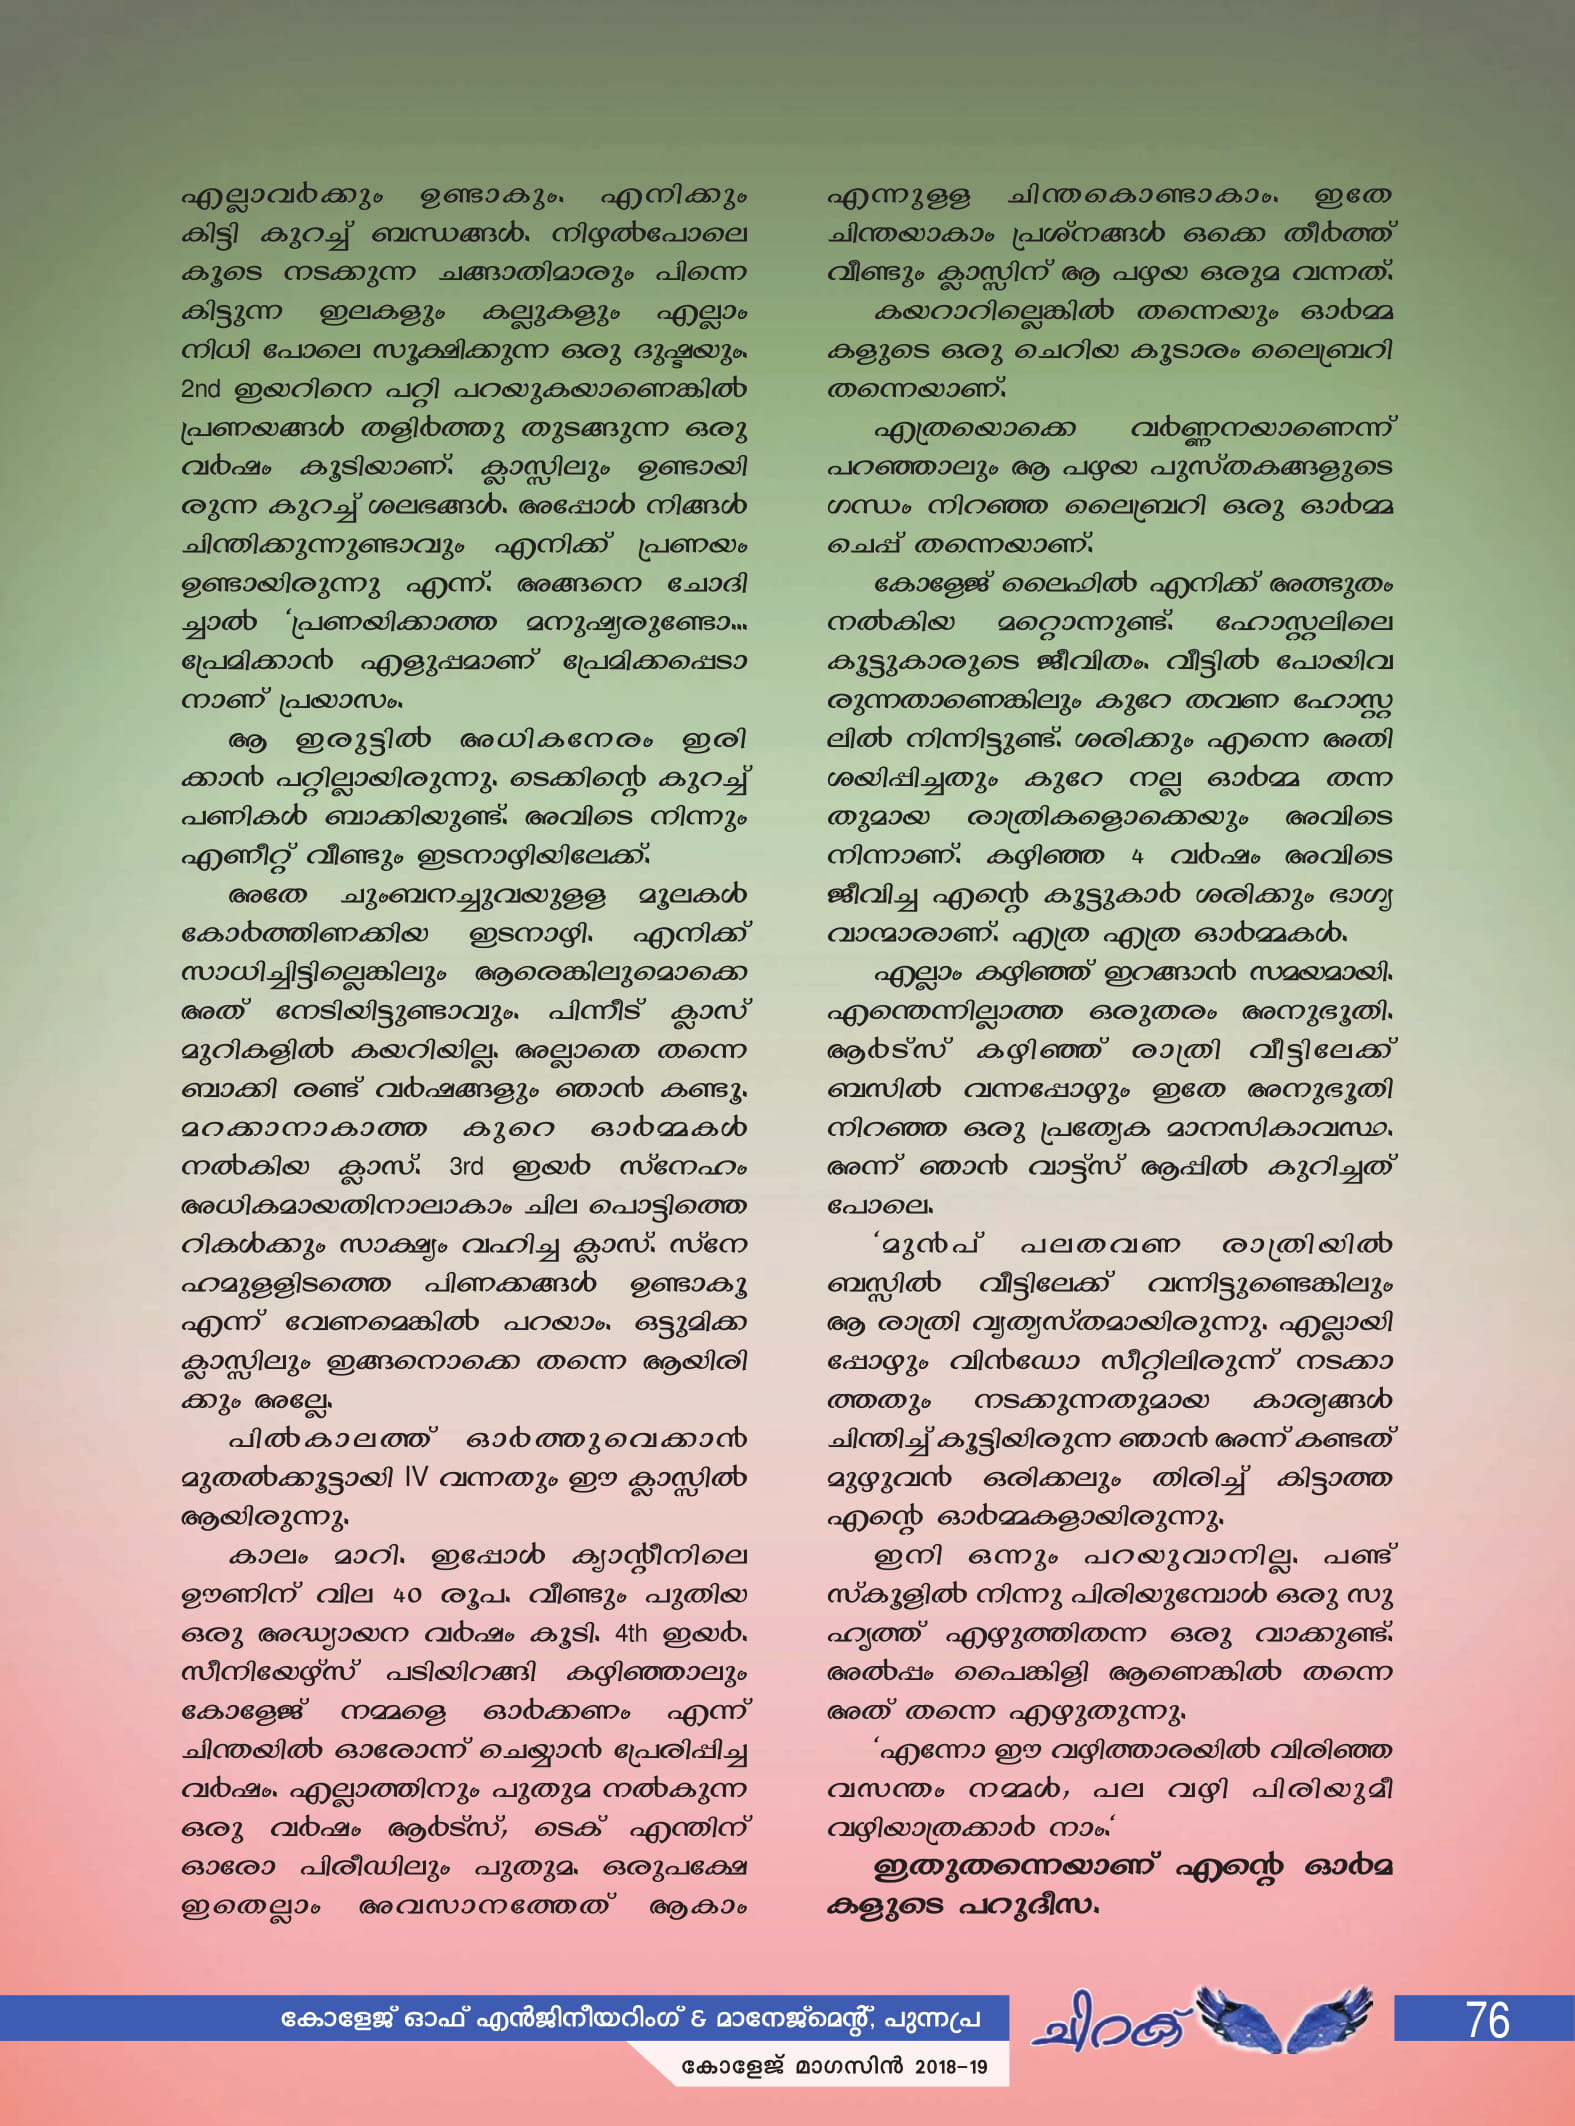 എല്ലാവർക്കും ഉണ്ടാകും. എനിക്കും
കിട്ടി കുറച്ച് ബന്ധങ്ങൾ. നിഴൽപോലെ
കൂടെ നടക്കുന്ന ചങ്ങാതിമാരും പിന്നെ
കിട്ടുന്ന ഇലകളും കല്ലുകളും എല്ലാം
നിധി പോലെ സൂക്ഷിക്കുന്ന ഒരു ദുഷ്ടയും.
2nd ഇയറിനെ പറ്റി പറയുകയാണെങ്കിൽ
പ്രണയങ്ങൾ തളിർത്തു തുടങ്ങുന്ന ഒരു
വർഷം കൂടിയാണ്. ക്ലാസ്സിലും ഉണ്ടായി
രുന്ന കുറച്ച് ശലഭങ്ങൾ. അപ്പോൾ നിങ്ങൾ
ചിന്തിക്കുന്നുണ്ടാവും എനിക്ക് പ്രണയം
ഉണ്ടായിരുന്നു എന്ന്. അങ്ങനെ ചോദി
ച്ചാൽ ‘പ്രണയിക്കാത്ത മനുഷ്യരുണ്ടോ...
പ്രേമിക്കാൻ എളുപ്പമാണ് പ്രേമിക്കപ്പെടാ
നാണ് പ്രയാസം.
ആ ഇരുട്ടിൽ അധികനേരം ഇരി
ക്കാൻ പറ്റില്ലായിരുന്നു. ടെക്കിന്റെ കുറച്ച്
പണികൾ ബാക്കിയുണ്ട്. അവിടെ നിന്നും
എണീറ്റ് വീണ്ടും ഇടനാഴിയിലേക്ക്.
അതേ ചുംബനച്ചുവയുള്ള മൂലകൾ
കോർത്തിണക്കിയ ഇടനാഴി. എനിക്ക്
സാധിച്ചിട്ടില്ലെങ്കിലും ആരെങ്കിലുമൊക്കെ
അത് നേടിയിട്ടുണ്ടാവും. പിന്നീട് ക്ലാസ്
മുറികളിൽ കയറിയില്ല. അല്ലാതെ തന്നെ
ബാക്കി രണ്ട് വർഷങ്ങളും ഞാൻ കണ്ടൂ.
മറക്കാനാകാത്ത കുറെ ഓർമ്മകൾ
നൽകിയ ക്ലാസ്. 3rd ഇയർ സ്നേഹം
അധികമായതിനാലാകാം ചില പൊട്ടിത്തെ
റികൾക്കും സാക്ഷ്യം വഹിച്ച ക്ലാസ്. സ്നേ
ഹമുള്ളിടത്തെ പിണക്കങ്ങൾ ഉണ്ടാകൂ
എന്ന് വേണമെങ്കിൽ പറയാം. ഒട്ടുമിക്ക
ക്ലാസ്സിലും ഇങ്ങനൊക്കെ തന്നെ ആയിരി
ക്കും അല്ലേ.
പിൽകാലത്ത് ഓർത്തുവെക്കാൻ
മുതൽക്കൂട്ടായി IV വന്നതും ഈ ക്ലാസ്സിൽ
ആയിരുന്നു.
കാലം മാറി. ഇപ്പോൾ ക്യാന്റീനിലെ
ഊണിന് വില 40 രൂപ. വീണ്ടും പുതിയ
ഒരു അദ്ധ്യായന വർഷം കൂടി. 4th ഇയർ.
സീനിയേഴ്സ് പടിയിറങ്ങി കഴിഞ്ഞാലും
കോളേജ് നമ്മളെ ഓർക്കണം എന്ന്
ചിന്തയിൽ ഓരോന്ന് ചെയ്യാൻ പ്രേരിപ്പിച്ച
വർഷം. എല്ലാത്തിനും പുതുമ നൽകുന്ന
ഒരു വർഷം ആർട്സ്, ടെക് എന്തിന്
ഓരോ പിരീഡിലും പുതുമ. ഒരുപക്ഷേ
ഇതെല്ലാം അവസാനത്തേത് ആകാം
എന്നുള്ള ചിന്തകൊണ്ടാകാം. ഇതേ
ചിന്തയാകാം പ്രശ്നങ്ങൾ ഒക്കെ തീർത്ത്
വീണ്ടും ക്ലാസ്സിന് ആ പഴയ ഒരുമ വന്നത്.
കയറാറില്ലെങ്കിൽ തന്നെയും ഓർമ്മ
കളുടെ ഒരു ചെറിയ കൂടാരം ലൈബ്രറി
തന്നെയാണ്.
എത്രയൊക്കെ വർണ്ണനയാണെന്ന്
പറഞ്ഞാലും ആ പഴയ പുസ്തകങ്ങളുടെ
ഗന്ധം നിറഞ്ഞ ലൈബ്രറി ഒരു ഓർമ്മ
ചെപ്പ് തന്നെയാണ്.
കോളേജ് ലൈഫിൽ എനിക്ക് അത്ഭുതം
നൽകിയ മറ്റൊന്നുണ്ട്. ഹോസ്റ്റലിലെ
കൂട്ടുകാരുടെ ജീവിതം. വീട്ടിൽ പോയിവ
രുന്നതാണെങ്കിലും കുറേ തവണ ഹോസ്റ്റ
ലിൽ നിന്നിട്ടുണ്ട്. ശരിക്കും എന്നെ അതി
ശയിപ്പിച്ചതും കുറേ നല്ല ഓർമ്മ തന്ന
തുമായ രാത്രികളൊക്കെയും അവിടെ
നിന്നാണ്. കഴിഞ്ഞ 4 വർഷം അവിടെ
ജീവിച്ച എന്റെ കൂട്ടുകാർ ശരിക്കും ഭാഗ്യ
വാന്മാരാണ്. എത്ര എത്ര ഓർമ്മകൾ.
എല്ലാം കഴിഞ്ഞ് ഇറങ്ങാൻ സമയമായി.
എന്തെന്നില്ലാത്ത ഒരുതരം അനുഭൂതി.
ആർട്സ് കഴിഞ്ഞ് രാത്രി വീട്ടിലേക്ക്
ബസിൽ വന്നപ്പോഴും ഇതേ അനുഭൂതി
നിറഞ്ഞ ഒരു പ്രത്യേക മാനസികാവസ്ഥ.
അന്ന് ഞാൻ വാട്ട്സ് ആപ്പിൽ കുറിച്ചത്
പോലെ.
‘മുൻപ് പലതവണ രാത്രിയിൽ
ബസ്സിൽ വീട്ടിലേക്ക് വന്നിട്ടുണ്ടെങ്കിലും
ആ രാത്രി വ്യത്യസ്തമായിരുന്നു. എല്ലായി
പ്പോഴും വിൻഡോ സീറ്റിലിരുന്ന് നടക്കാ
ത്തതും നടക്കുന്നതുമായ കാര്യങ്ങൾ
ചിന്തിച്ച് കൂട്ടിയിരുന്ന ഞാൻ അന്ന് കണ്ടത്
മുഴുവൻ ഒരിക്കലും തിരിച്ച് കിട്ടാത്ത
എന്റെ ഓർമ്മകളായിരുന്നു.
ഇനി ഒന്നും പറയുവാനില്ല. പണ്ട്
സ്കൂളിൽ നിന്നു പിരിയുമ്പോൾ ഒരു സു
ഹൃത്ത് എഴുത്തിതന്ന ഒരു വാക്കുണ്ട്.
അൽപ്പം പൈങ്കിളി ആണെങ്കിൽ തന്നെ
അത് തന്നെ എഴുതുന്നു.
‘എന്നോ ഈ വഴിത്താരയിൽ വിരിഞ്ഞ
വസന്തം നമ്മൾ, പല വഴി പിരിയുമീ
വഴിയാത്രക്കാർ നാം.‘
ഇതുതന്നെയാണ് എന്റെ ഓർമ
കളുടെ പറുദീസ.
കോളേജ് ഓഫ് എൻജിനീയറിംഗ് & മാനേജ്മെന്റ്, പുന്നപ്ര
ചിറക്
76
കോളേജ് മാഗസിൻ 2018-19